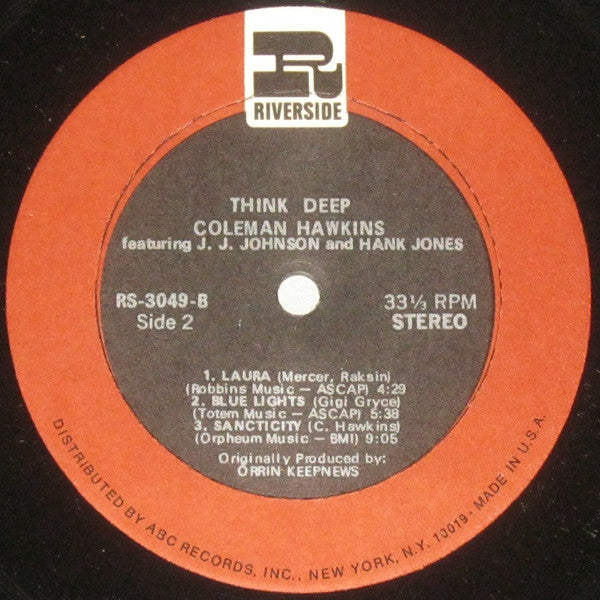 R
RIVERSIDE
THINK DEEP
COLEMAN HAWKINS
featuring J. J. JOHNSON and HANK JONES
RS-3049-B
Side 2
33⅓ RPM
STEREO
1. LAURA (Mercer, Raksin)
(Robbins Music — ASCAP) 4:29
2. BLUE LIGHTS (Gigi Gryce)
(Totem Music — ASCAP) 5:38
3. SANCTICITY (C. Hawkins)
(Orpheum Music — BMI) 9:05
Originally Produced by:
ORRIN KEEPNEWS
DISTRIBUTED BY ABC RECORDS, INC., NEW YORK, N.Y. 10019 · MADE IN U.S.A.